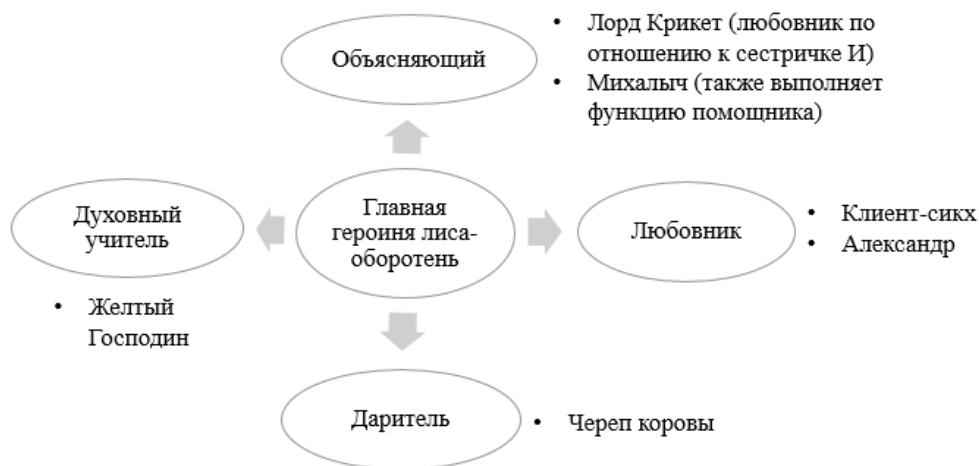 Объясняющий
• Лорд Крикет (любовник по
отношению к сестричке И)
• Михалыч (также выполняет
функцию помощника)
Духовный
учитель
• Желтый
Господин
Главная
героиня лиса-
оборотень
Любовник
• Клиент-сикх
• Александр
Даритель
• Череп коровы